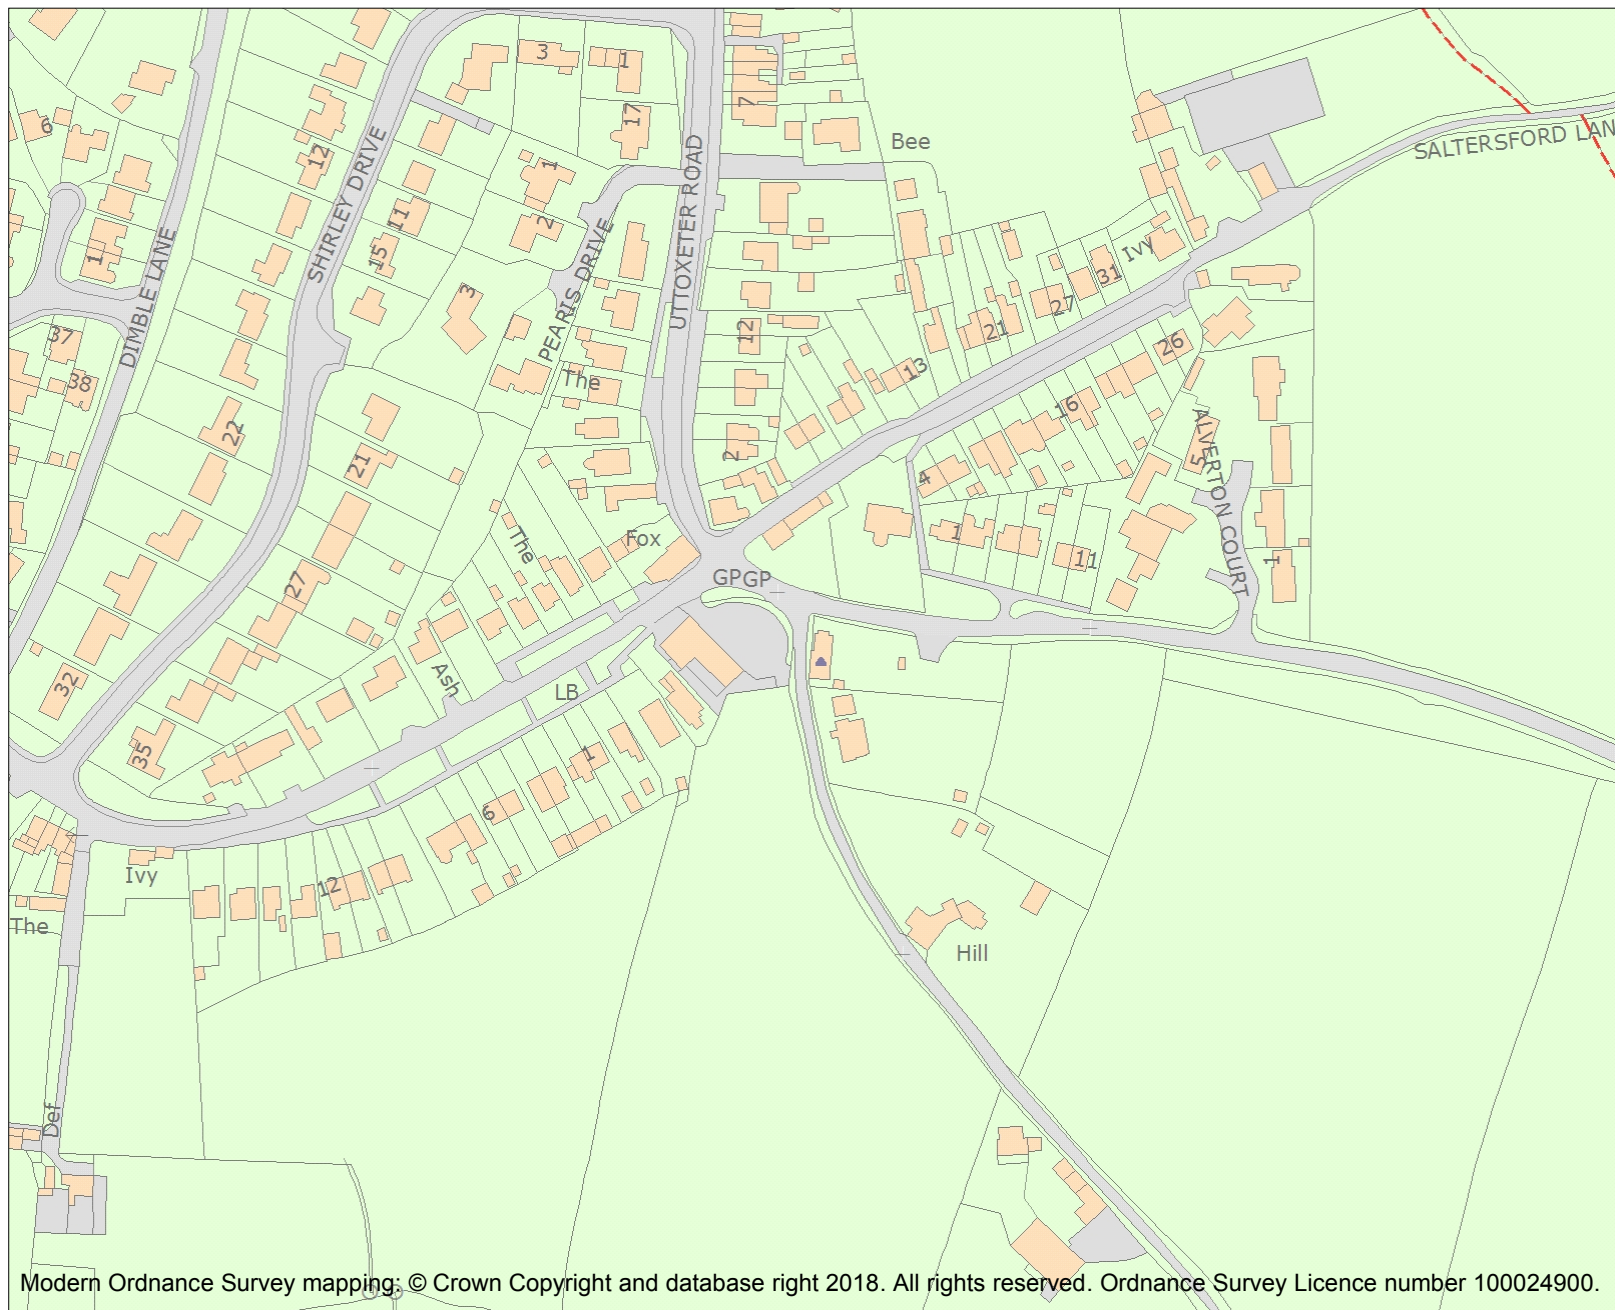 3
1
7
17
6
12
Bee
SALTERSFORD LAN
1
2
11
15
SHIRLEY DRIVE
UTTOXETER ROAD
PEARIS DRIVE
DIMBLE LANE
1
3
Ivy
31
27
21
12
37
38
The
13
26
16
22
21
2
4
5
ALVERTON COURT
The
Fox
1
11
1
27
GPGP
Ash
LB
32
35
1
6
12
Ivy
The
Hill
Def
Modern Ordnance Survey mapping: © Crown Copyright and database right 2018. All rights reserved. Ordnance Survey Licence number 100024900.